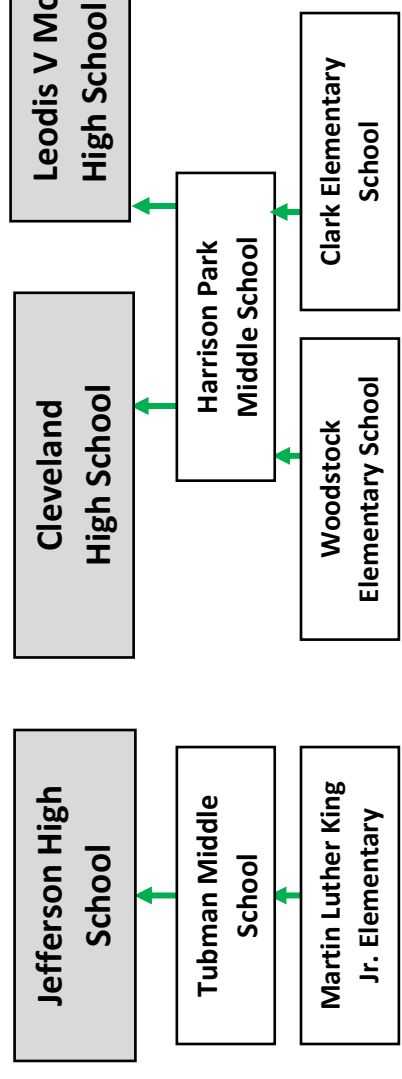 Jefferson High
School
Tubman Middle
School
Martin Luther King
Jr. Elementary
Cleveland
High School
Leodis V
High School
Harrison Park
Middle School
Woodstock
Elementary School
Clark Elementary
School